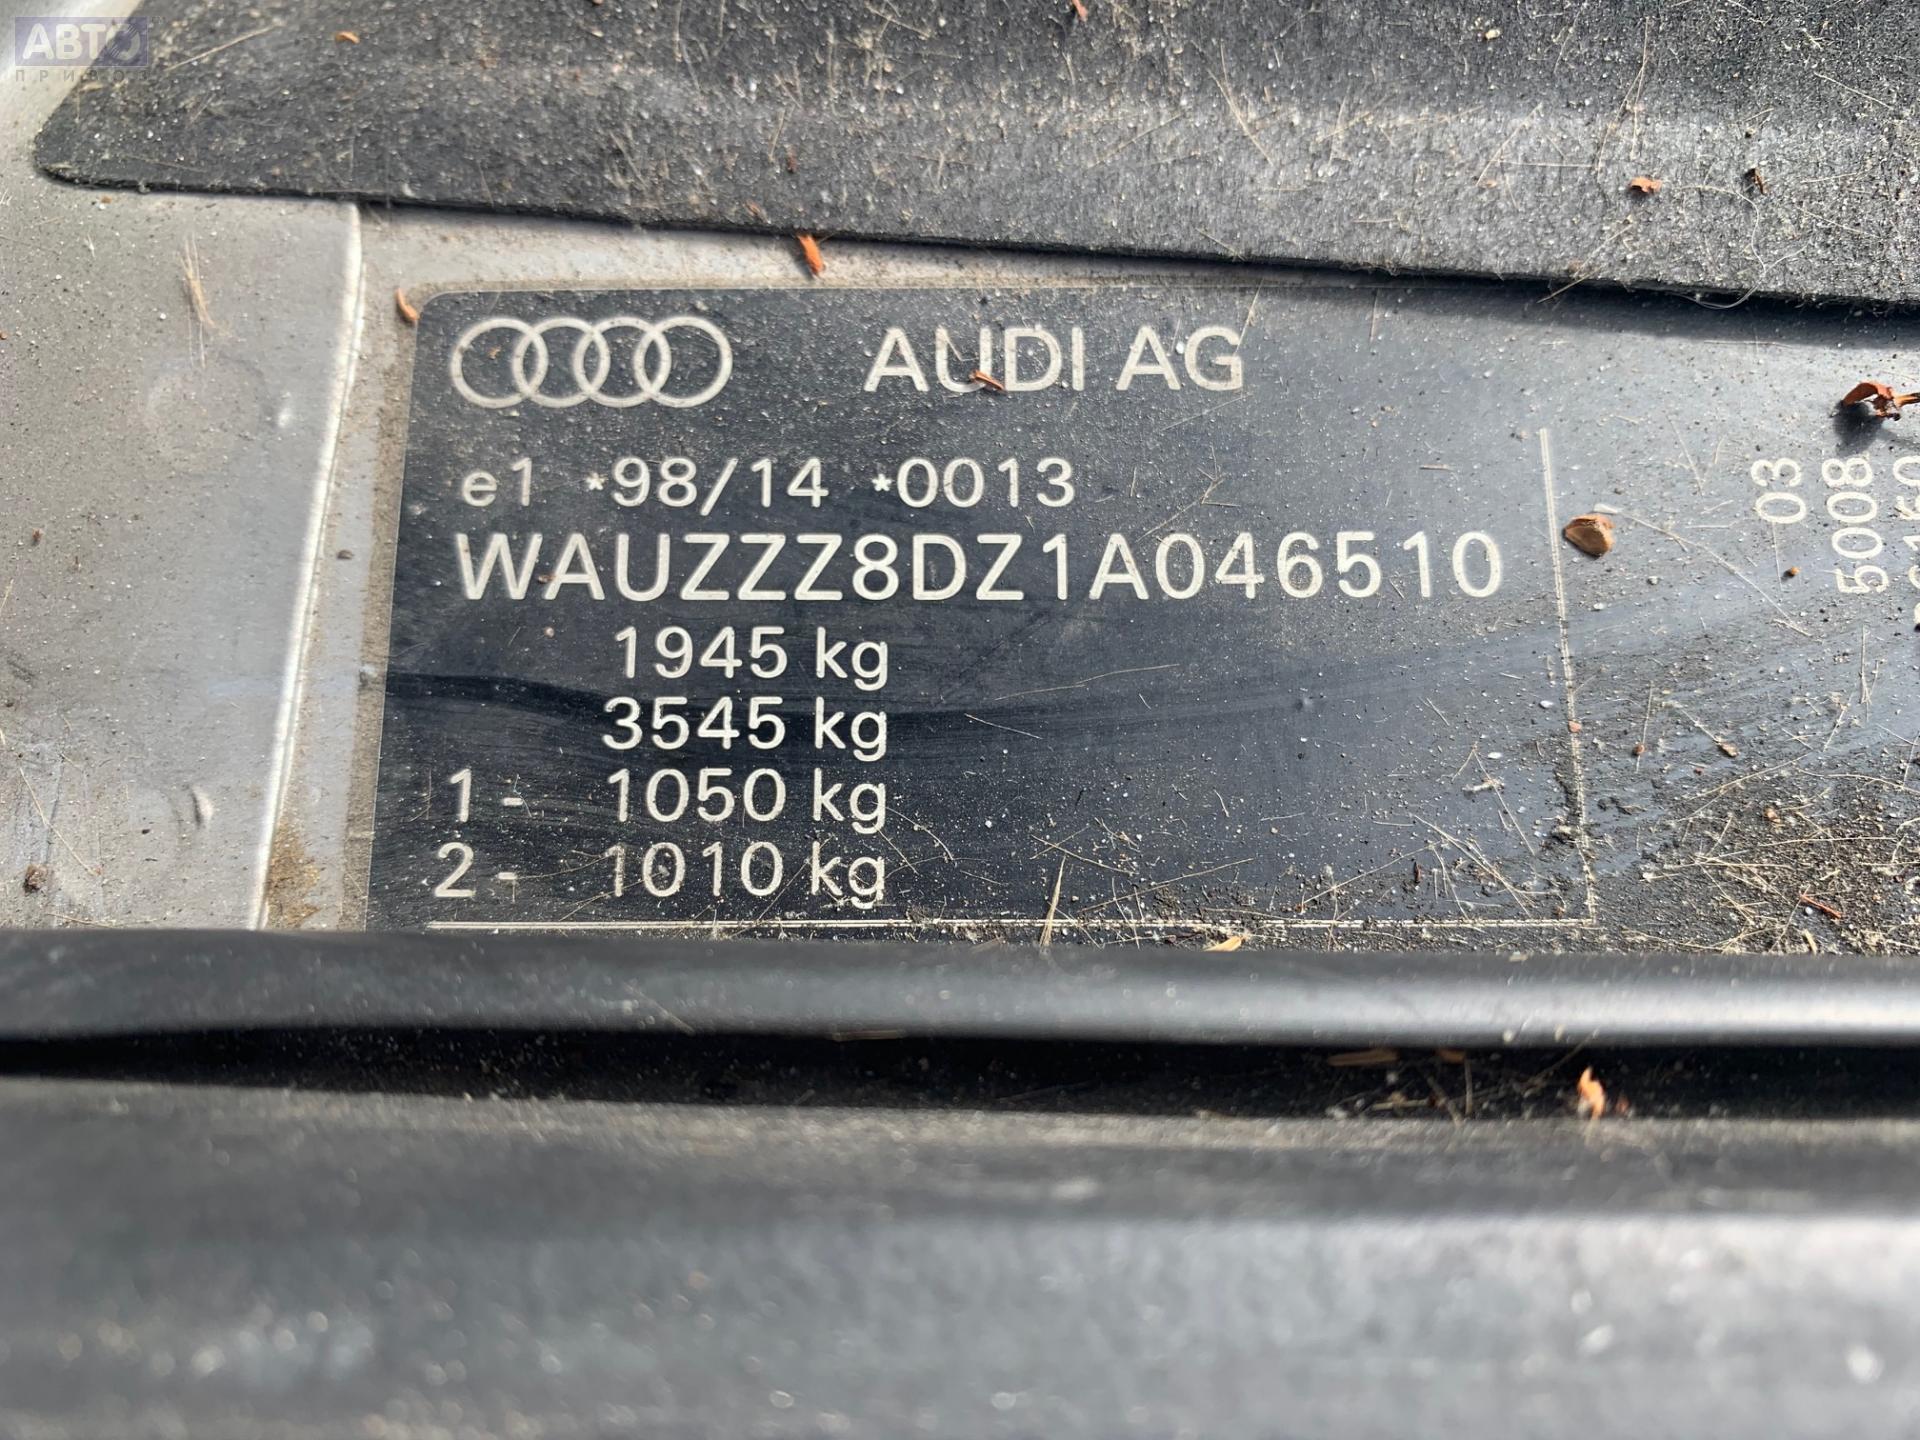 АВТО
ПРИВОЗ
AUDI AG
e1 *98/14 *0013
WAUZZZ8DZ1A046510
1945 kg
3545 kg
1- 1050 kg
2- 1010 kg
03
5008